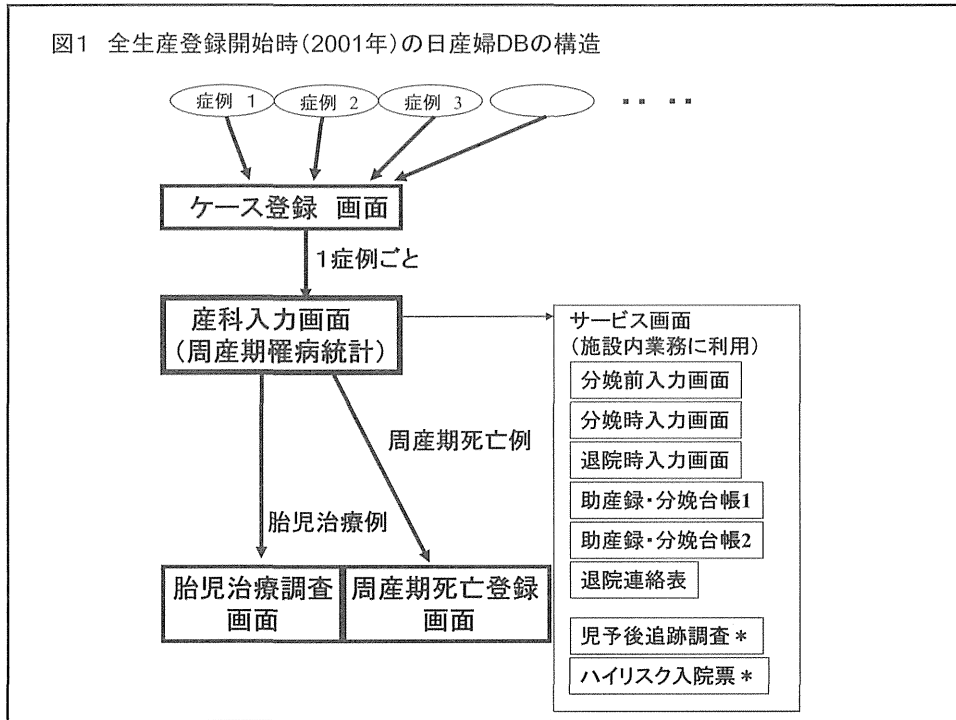 図1 全生産登録開始時(2001年)の日産婦DBの構造
症例 1
症例 2
症例 3
ケース登録 画面
1症例ごと
産科入力画面
(周産期罹病統計)
サービス画面
(施設内業務に利用)
分娩前入力画面
分娩時入力画面
退院時入力画面
助産録・分娩台帳1
助産録・分娩台帳2
退院連絡表
児予後追跡調査*
ハイリスク入院票*
周産期死亡例
胎児治療例
胎児治療調査
画面
周産期死亡登録
画面